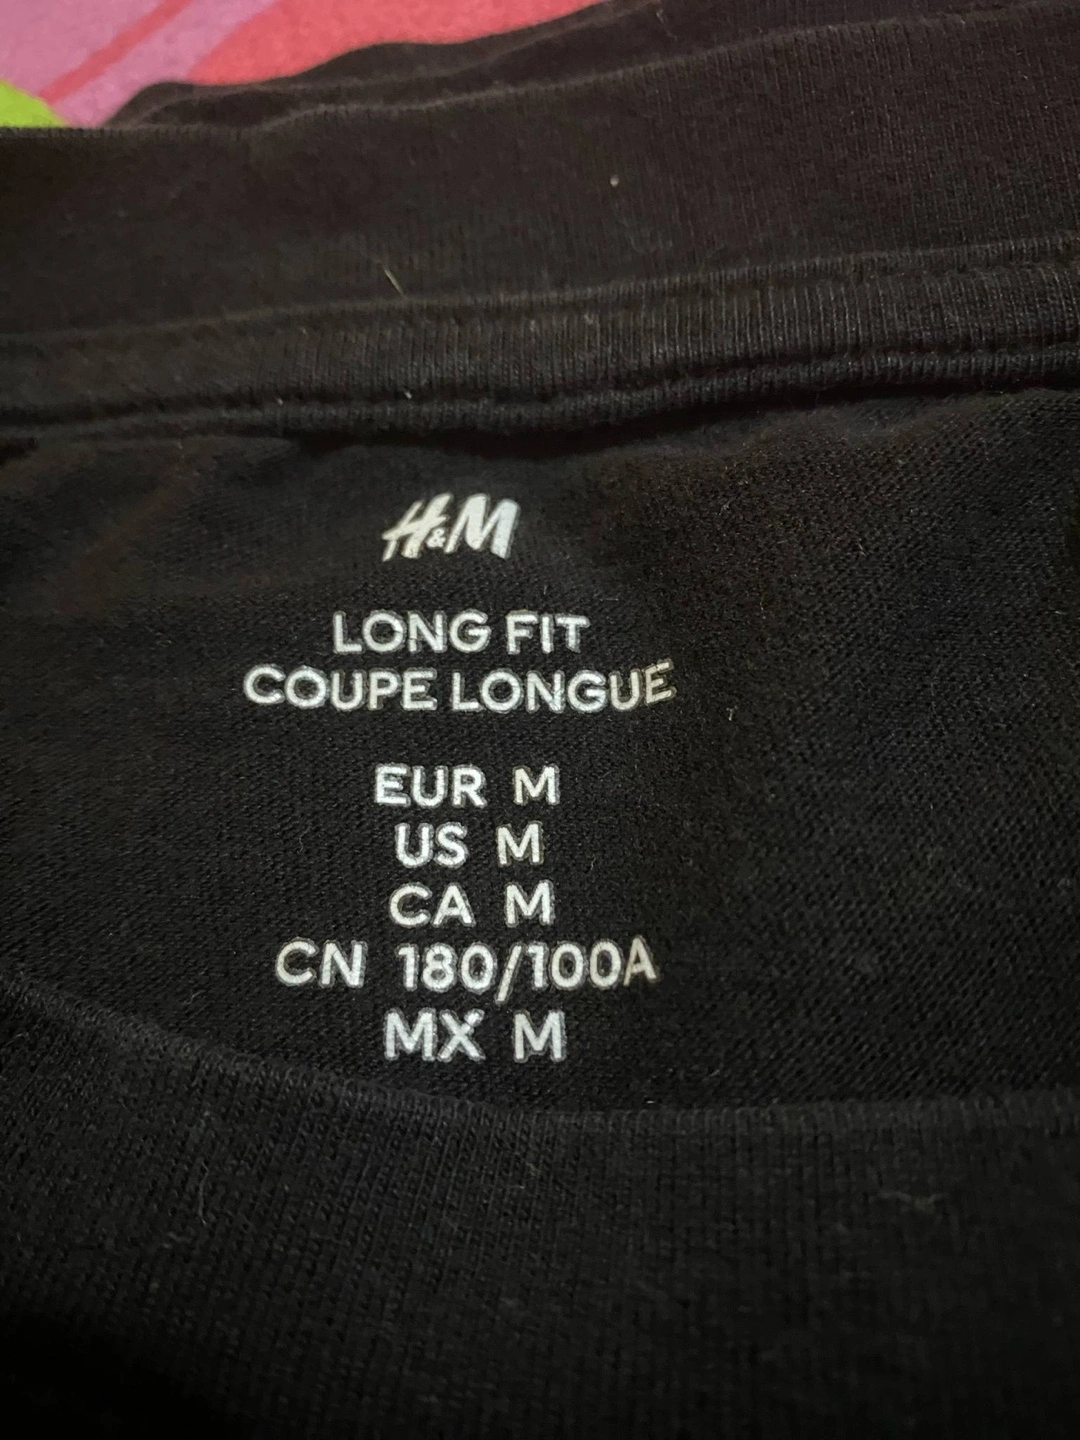 H&M
LONG FIT
COUPE LONGUE
EUR M
US M
CA M
CN 180/100A
MX M